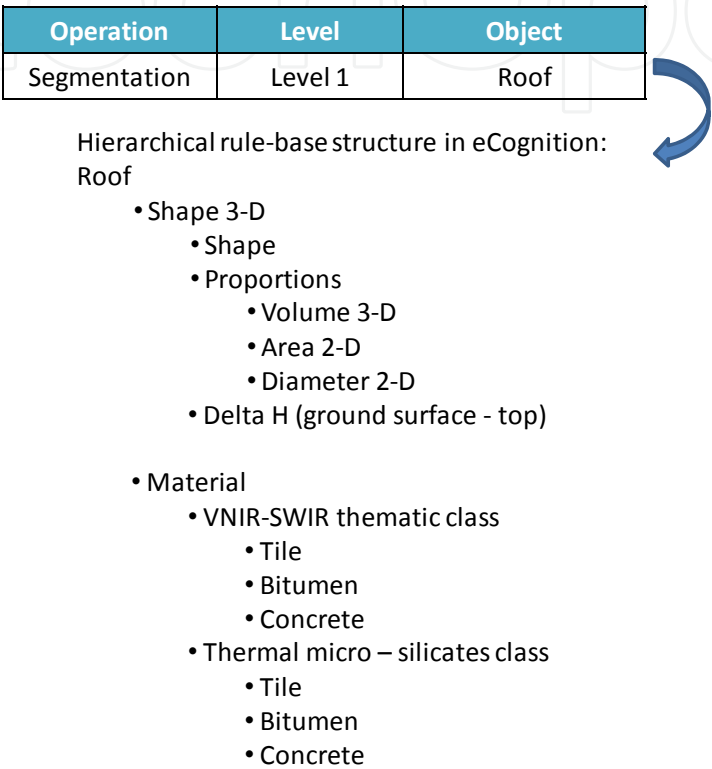 Operation Level Object
Segmentation Level 1 Roof
Hierarchical rule-base structure in eCognition:
Roof
• Shape 3-D
• Shape
• Proportions
• Volume 3-D
• Area 2-D
• Diameter 2-D
• Delta H (ground surface - top)
• Material
• VNIR-SWIR thematic class
• Tile
• Bitumen
• Concrete
• Thermal micro – silicates class
• Tile
• Bitumen
• Concrete